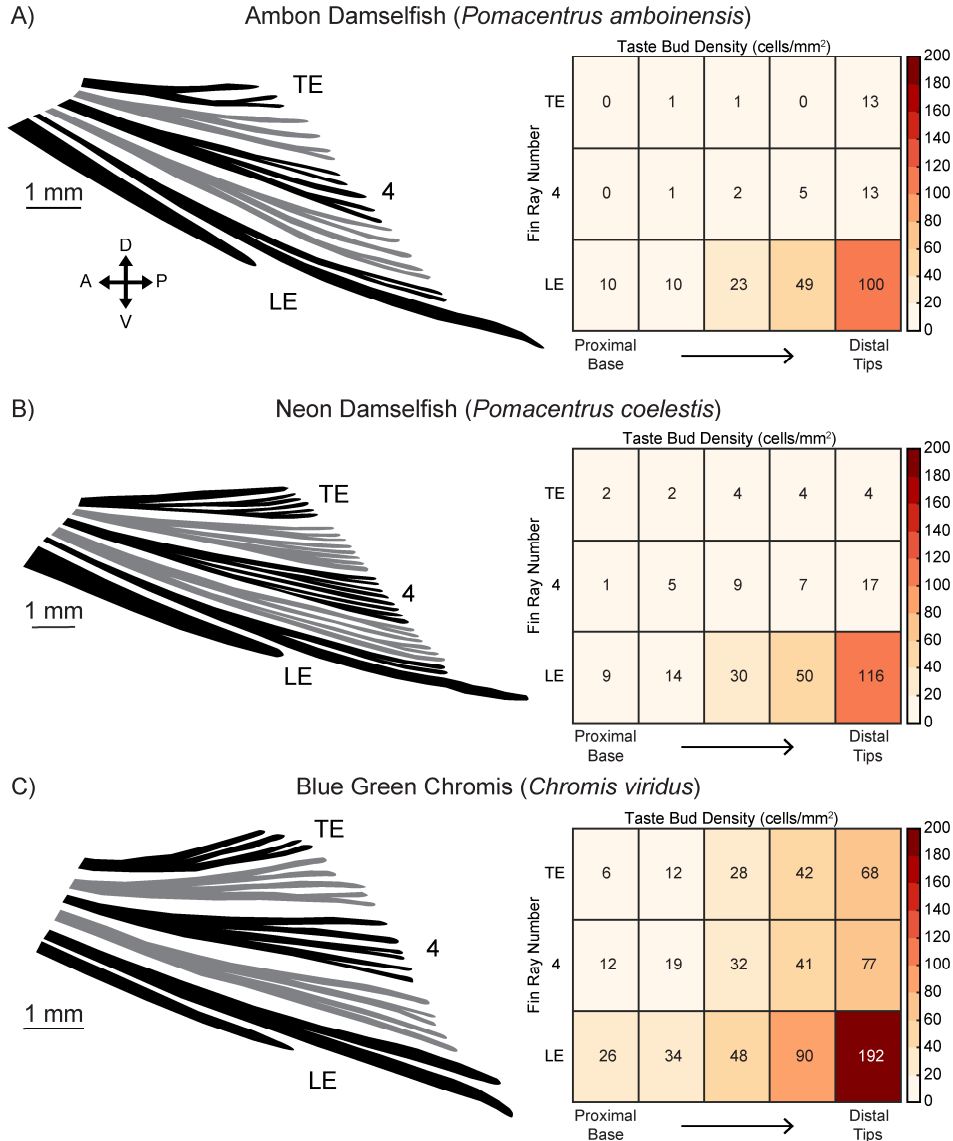 A) Ambon Damselfish (Pomacentrus amboinensis)
TE
4
LE
1 mm
D
A P
V
Taste Bud Density (cells/mm²)
Fin Ray Number
TE 0 1 1 0 13
4 0 1 2 5 13
LE 10 10 23 49 100
Proximal Base
Distal Tips
200
180
160
140
120
100
80
60
40
20
0
B) Neon Damselfish (Pomacentrus coelestis)
TE
4
LE
1 mm
Taste Bud Density (cells/mm²)
Fin Ray Number
TE 2 2 4 4 4
4 1 5 9 7 17
LE 9 14 30 50 116
Proximal Base
Distal Tips
200
180
160
140
120
100
80
60
40
20
0
C) Blue Green Chromis (Chromis viridus)
TE
4
LE
1 mm
Taste Bud Density (cells/mm²)
Fin Ray Number
TE 6 12 28 42 68
4 12 19 32 41 77
LE 26 34 48 90 192
Proximal Base
Distal Tips
200
180
160
140
120
100
80
60
40
20
0